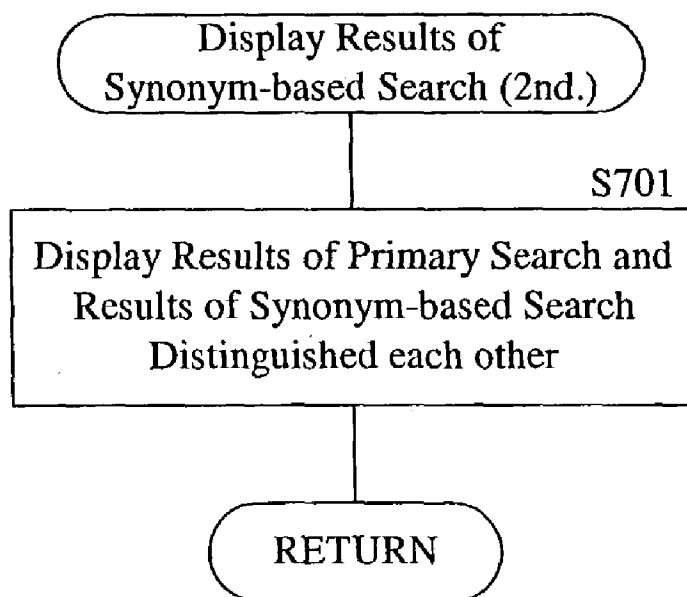 Display Results of
Synonym-based Search (2nd.)
S701
Display Results of Primary Search and
Results of Synonym-based Search
Distinguished each other
RETURN